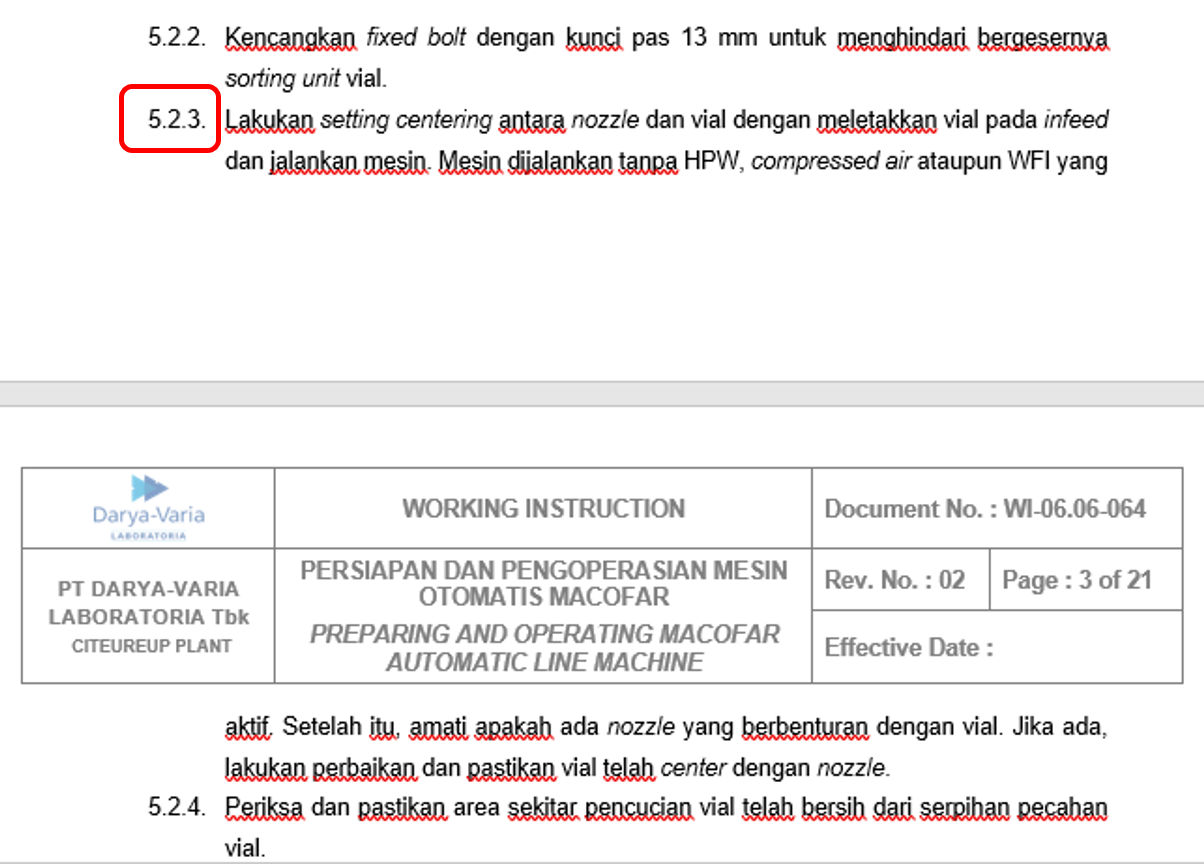 5.2.2. Kencangkan fixed bolt dengan kunci pas 13 mm untuk menghindari bergesernya
sorting unit vial.
5.2.3. Lakukan setting centering antara nozzle dan vial dengan meletakkan vial pada infeed
dan jalankan mesin. Mesin dijalankan tanpa HPW, compressed air ataupun WFI yang
Darya-Varia
LABORATORIA
WORKING INSTRUCTION
Document No. : WI-06.06-064
PT DARYA-VARIA
LABORATORIA Tbk
CITEUREUP PLANT
PERSIAPAN DAN PENGOPERASIAN MESIN
OTOMATIS MACOFAR
PREPARING AND OPERATING MACOFAR
AUTOMATIC LINE MACHINE
Rev. No. : 02
Page : 3 of 21
Effective Date :
aktif. Setelah itu, amati apakah ada nozzle yang berbenturan dengan vial. Jika ada,
lakukan perbaikan dan pastikan vial telah center dengan nozzle.
5.2.4. Periksa dan pastikan area sekitar pencucian vial telah bersih dari serpihan pecahan
vial.